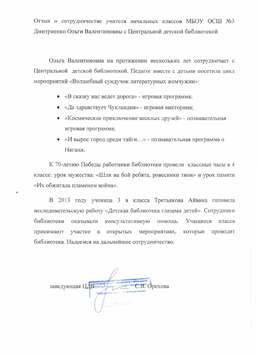 Отзыв о сотрудничестве учителя начальных классов МБОУ ОСШ №3
Дмитриенко Ольги Валентиновны с Центральной детской библиотекой
Ольга Валентиновна на протяжении нескольких лет сотрудничает с
Центральной детской библиотекой. Педагог вместе с детьми посетили цикл
мероприятий «Волшебный сундучок литературных жемчужин»:
• «В сказку нас ведет дорога» - игровая программа;
• «Да здравствует Чукландия» - игровая викторина;
• «Космическое приключение веселых друзей» - познавательная
игровая программа;
• «И вырос город среди тайги…» - познавательная программа о
Нягани;
К 70-летию Победы работники библиотеки провели классные часы в 4
классе: урок мужества: «Шли на бой ребята, ровесники твои» и урок памяти
«Их обжигала пламенем война».
В 2013 году ученица 3 в класса Третьякова Айвика готовила
исследовательскую работу «Детская библиотека глазами детей». Сотрудники
библиотеки оказывали консультативную помощь. Учащиеся класса
принимают участие в открытых мероприятиях, которые проводит
библиотека. Надеемся на дальнейшее сотрудничество.
заведующая ЦДБ С.В. Орехова